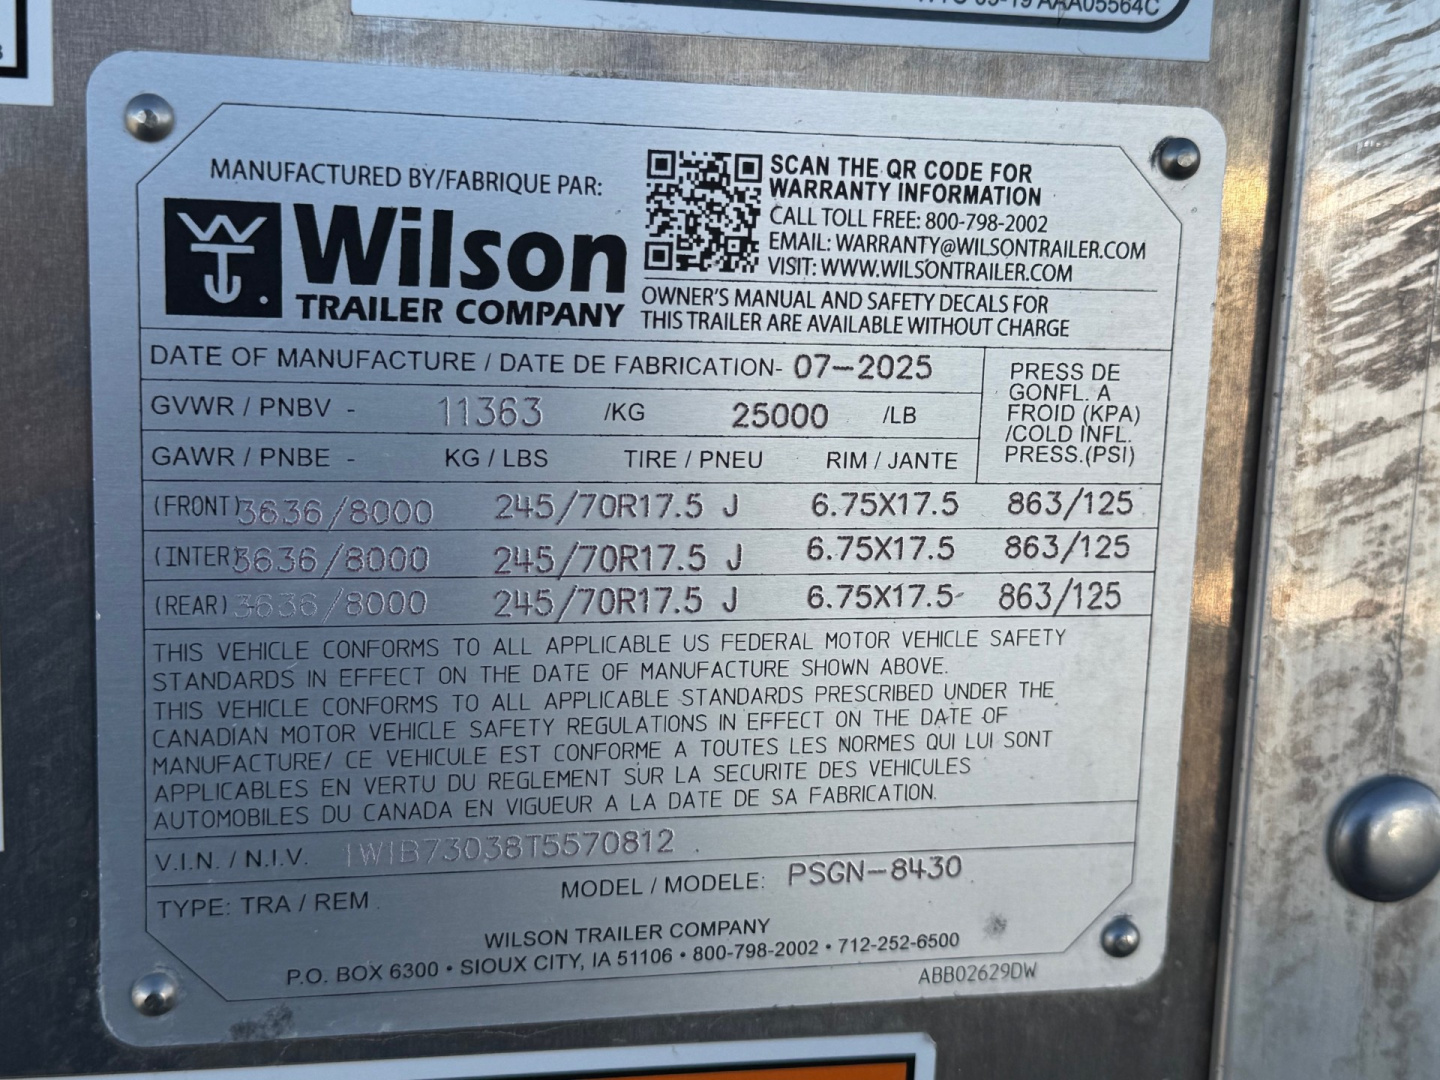 MANUFACTURED BY/FABRIQUE PAR:
Wilson
TRAILER COMPANY
SCAN THE QR CODE FOR
WARRANTY INFORMATION
CALL TOLL FREE: 800-798-2002
EMAIL: WARRANTY@WILSONTRAILER.COM
VISIT: WWW.WILSONTRAILER.COM
OWNER'S MANUAL AND SAFETY DECALS FOR
THIS TRAILER ARE AVAILABLE WITHOUT CHARGE
DATE OF MANUFACTURE / DATE DE FABRICATION- 07-2025
GVWR / PNBV - 11363 /KG 25000 /LB
PRESS DE
GONFL. A
FROID (KPA)
/COLD INFL.
PRESS.(PSI)
GAWR / PNBE - KG / LBS TIRE / PNEU RIM / JANTE
(FRONT) 3636/8000 245/70R17.5 J 6.75X17.5 863/125
(INTER) 3636/8000 245/70R17.5 J 6.75X17.5 863/125
(REAR) 3636/8000 245/70R17.5 J 6.75X17.5 863/125
THIS VEHICLE CONFORMS TO ALL APPLICABLE US FEDERAL MOTOR VEHICLE SAFETY
STANDARDS IN EFFECT ON THE DATE OF MANUFACTURE SHOWN ABOVE.
THIS VEHICLE CONFORMS TO ALL APPLICABLE STANDARDS PRESCRIBED UNDER THE
CANADIAN MOTOR VEHICLE SAFETY REGULATIONS IN EFFECT ON THE DATE OF
MANUFACTURE/ CE VEHICULE EST CONFORME A TOUTES LES NORMES QUI LUI SONT
APPLICABLES EN VERTU DU REGLEMENT SUR LA SECURITE DES VEHICULES
AUTOMOBILES DU CANADA EN VIGUEUR A LA DATE DE SA FABRICATION.
V.I.N. / N.I.V. 1W1B73038T5570812
TYPE: TRA / REM MODEL / MODELE: PSGN-8430
WILSON TRAILER COMPANY
P.O. BOX 6300 • SIOUX CITY, IA 51106 • 800-798-2002 • 712-252-6500
ABB02629DW